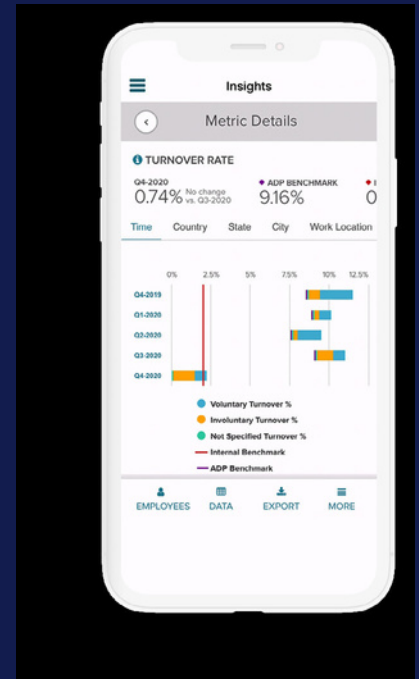 Insights
Metric Details
TURNOVER RATE
Q4-2020
0.74% No change vs. Q3-2020
ADP BENCHMARK
9.16%
0
Time Country State City Work Location
0% 2.5% 5% 7.5% 10% 12.5%
Q4-2019
Q1-2020
Q2-2020
Q3-2020
Q4-2020
Voluntary Turnover %
Involuntary Turnover %
Not Specified Turnover %
Internal Benchmark
ADP Benchmark
EMPLOYEES DATA EXPORT MORE